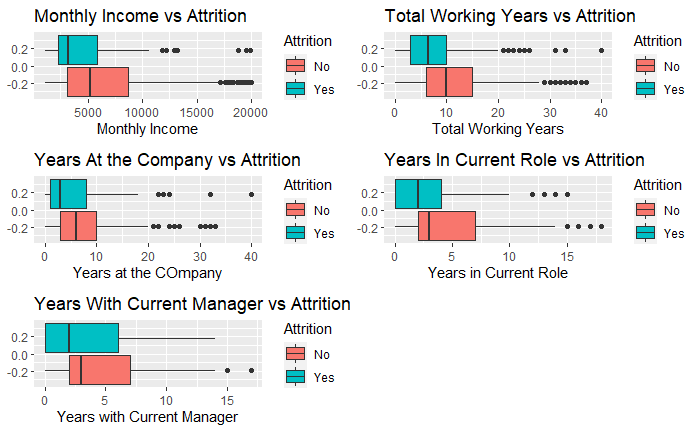 Monthly Income vs Attrition
0.2
0.0
-0.2
5000 10000 15000 20000
Monthly Income
Attrition
No
Yes
Total Working Years vs Attrition
0.2
0.0
-0.2
0 10 20 30 40
Total Working Years
Attrition
No
Yes
Years At the Company vs Attrition
0.2
0.0
-0.2
0 10 20 30 40
Years at the COmpany
Attrition
No
Yes
Years In Current Role vs Attrition
0.2
0.0
-0.2
0 5 10 15
Years in Current Role
Attrition
No
Yes
Years With Current Manager vs Attrition
0.2
0.0
-0.2
0 5 10 15
Years with Current Manager
Attrition
No
Yes